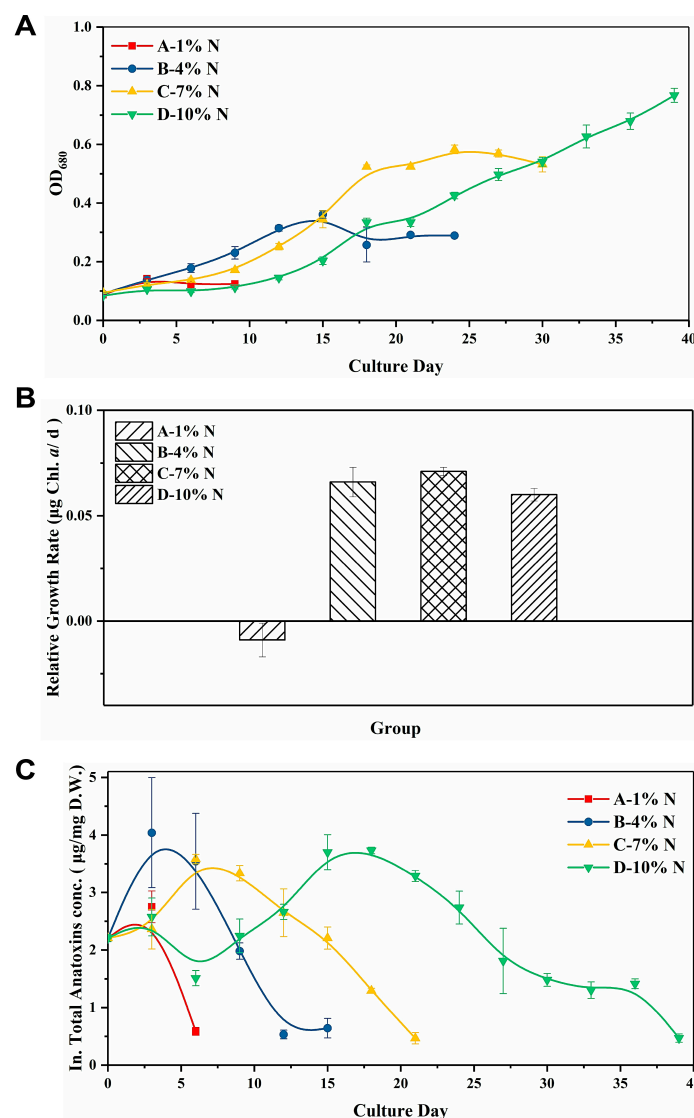 A
1.0
0.8
0.6
0.4
0.2
0.0
OD680
A-1% N
B-4% N
C-7% N
D-10% N
0 5 10 15 20 25 30 35 40
Culture Day
B
0.10
0.05
0.00
Relative Growth Rate (μg Chl. a/ d )
A-1% N
B-4% N
C-7% N
D-10% N
Group
C
5
4
3
2
1
0
In. Total Anatoxins conc. ( μg/mg D.W.)
A-1% N
B-4% N
C-7% N
D-10% N
0 5 10 15 20 25 30 35 40
Culture Day